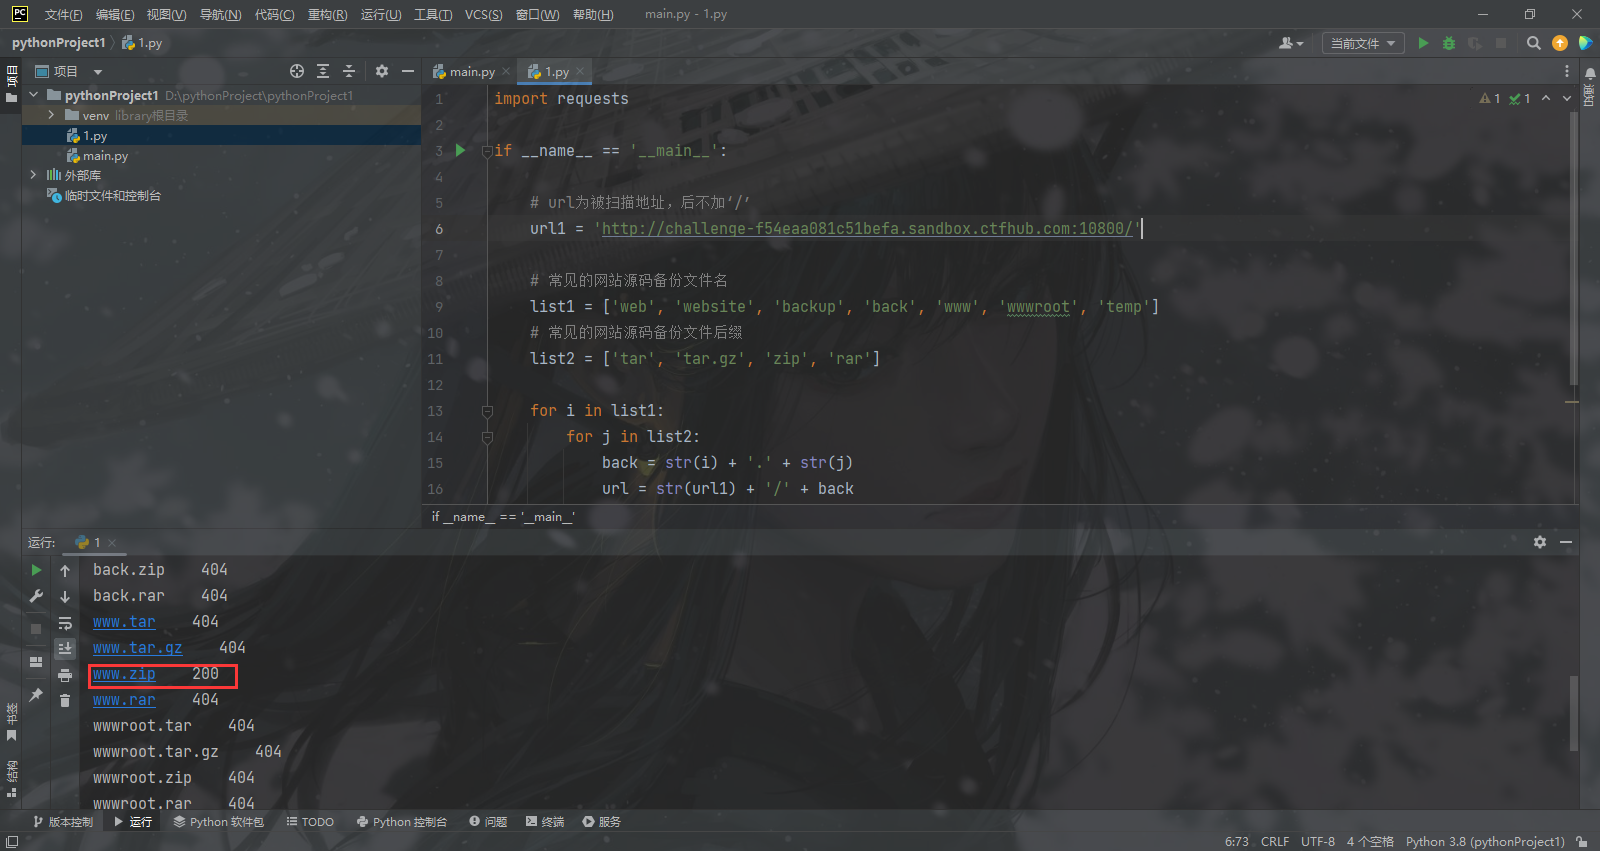 PC 文件(F) 编辑(E) 视图(V) 导航(N) 代码(C) 重构(R) 运行(U) 工具(T) VCS(S) 窗口(W) 帮助(H) main.py - 1.py
pythonProject1 1.py 当前文件
项目 main.py 1.py
pythonProject1 D:\pythonProject\pythonProject1
venv library根目录
1.py
main.py
外部库
临时文件和控制台
项目
书签
结构
通知
1 import requests
2
3 if __name__ == '__main__':
4
5 # url为被扫描地址，后不加‘/’
6 url1 = 'http://challenge-f54eaa081c51befa.sandbox.ctfhub.com:10800/'
7
8 # 常见的网站源码备份文件名
9 list1 = ['web', 'website', 'backup', 'back', 'www', 'wwwroot', 'temp']
10 # 常见的网站源码备份文件后缀
11 list2 = ['tar', 'tar.gz', 'zip', 'rar']
12
13 for i in list1:
14 for j in list2:
15 back = str(i) + '.' + str(j)
16 url = str(url1) + '/' + back
1 1
if __name__ == '__main__'
运行: 1
back.zip 404
back.rar 404
www.tar 404
www.tar.gz 404
www.zip 200
www.rar 404
wwwroot.tar 404
wwwroot.tar.gz 404
wwwroot.zip 404
wwwroot.rar 404
版本控制 运行 Python 软件包 TODO Python 控制台 问题 终端 服务
6:73 CRLF UTF-8 4 个空格 Python 3.8 (pythonProject1)